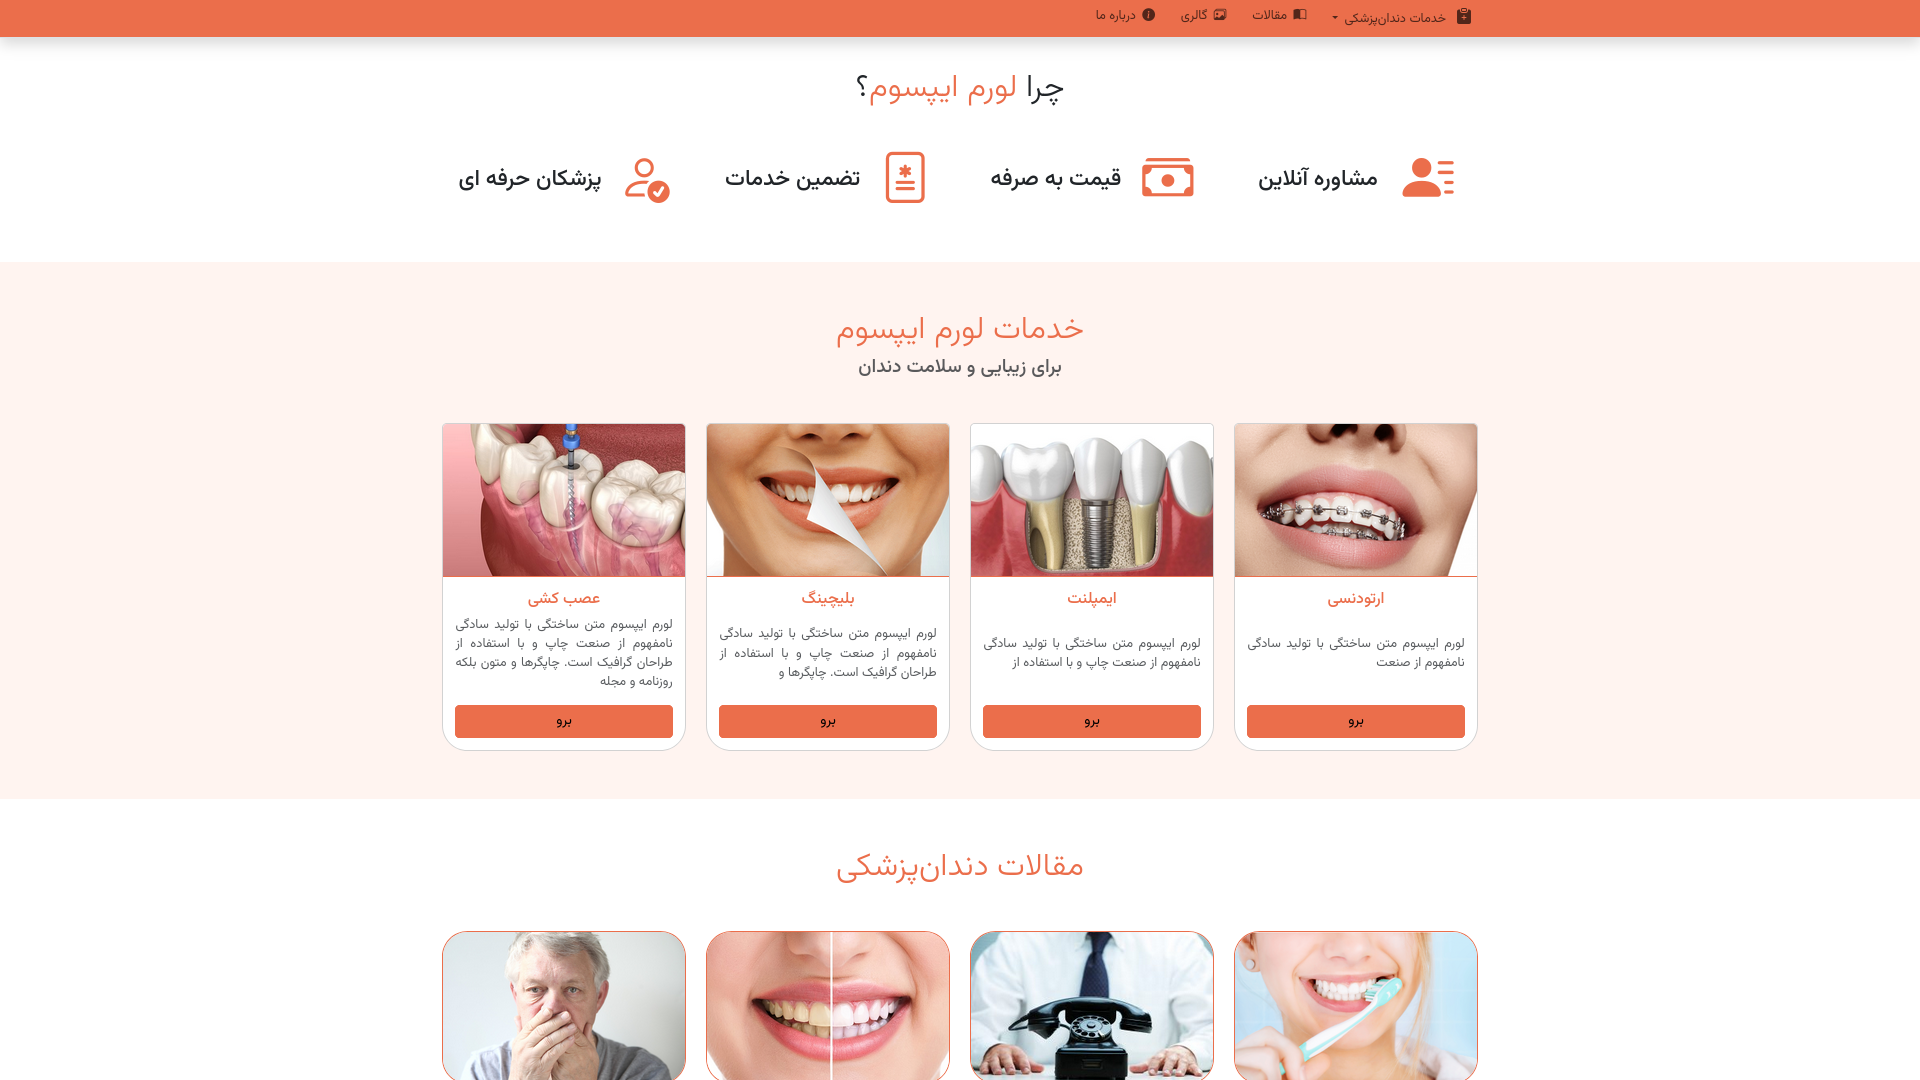 خدمات دندان‌پزشکی
مقالات
گالری
درباره ما
چرا لورم ایپسوم؟
مشاوره آنلاین
قیمت به صرفه
تضمین خدمات
پزشکان حرفه ای
خدمات لورم ایپسوم
برای زیبایی و سلامت دندان
ارتودنسی
لورم ایپسوم متن ساختگی با تولید سادگی
نامفهوم از صنعت
برو
ایمپلنت
لورم ایپسوم متن ساختگی با تولید سادگی
نامفهوم از صنعت چاپ و با استفاده از
برو
بلیچینگ
لورم ایپسوم متن ساختگی با تولید سادگی
نامفهوم از صنعت چاپ و با استفاده از
طراحان گرافیک است. چاپگرها و
برو
عصب کشی
لورم ایپسوم متن ساختگی با تولید سادگی
نامفهوم از صنعت چاپ و با استفاده از
طراحان گرافیک است. چاپگرها و متون بلکه
روزنامه و مجله
برو
مقالات دندان‌پزشکی